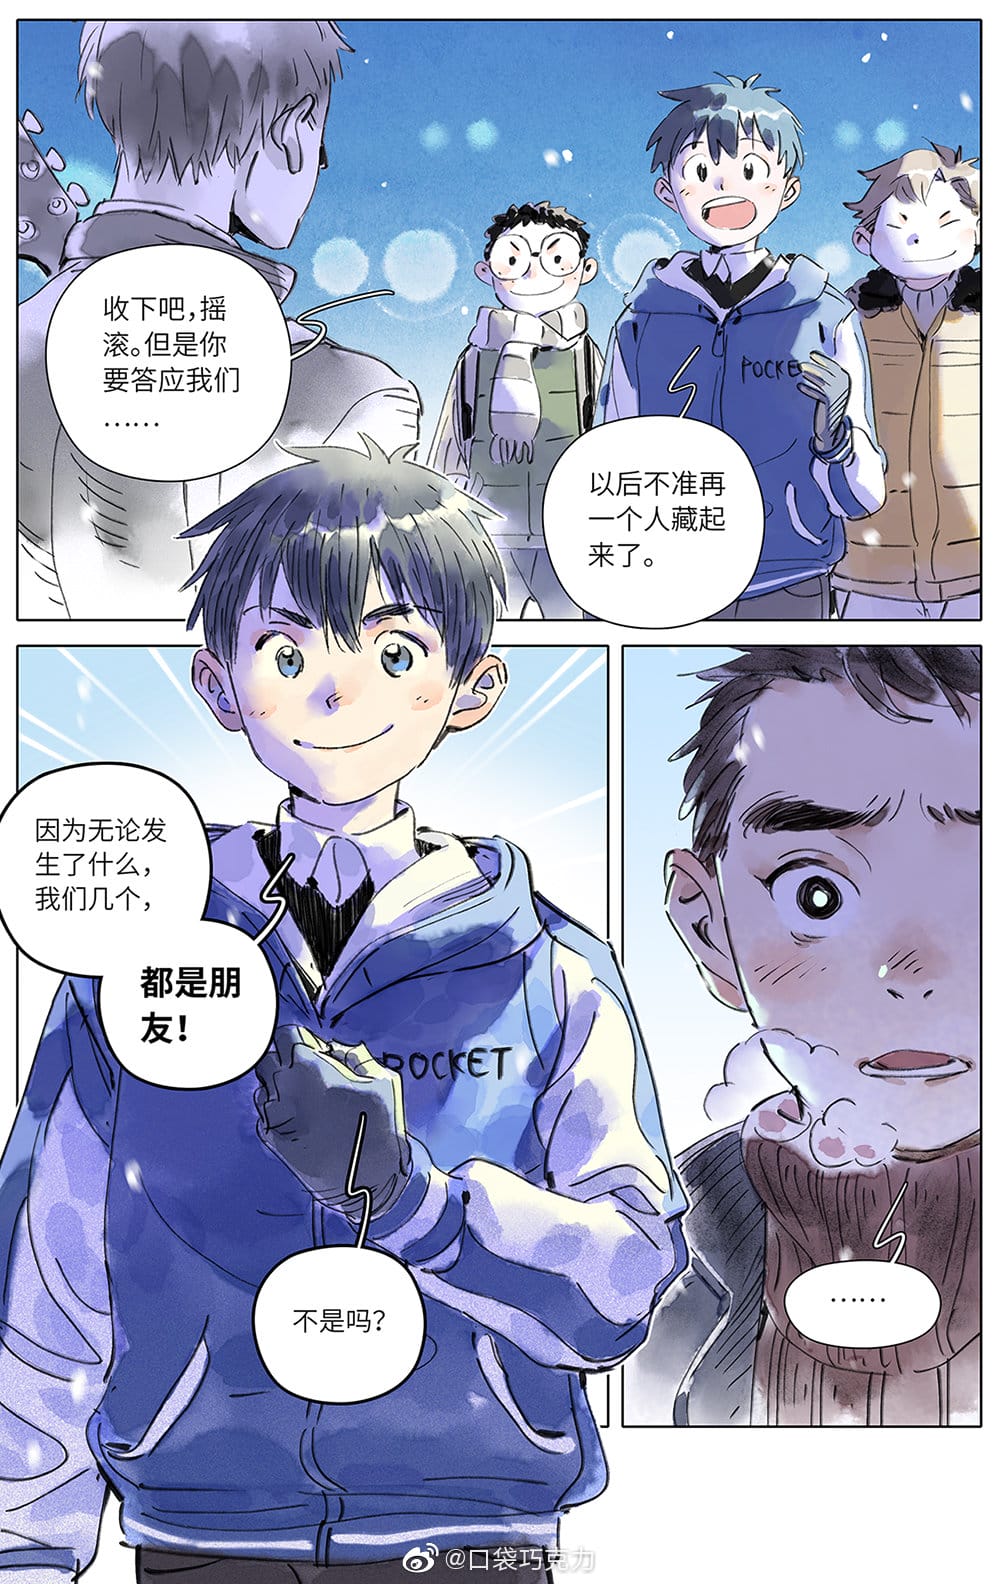 收下吧，摇
滚。但是你
要答应我们
……
POCKE
以后不准再
一个人藏起
来了。
因为无论发
生了什么，
我们几个，
都是朋
友！
POCKET
不是吗？
……
@口袋巧克力